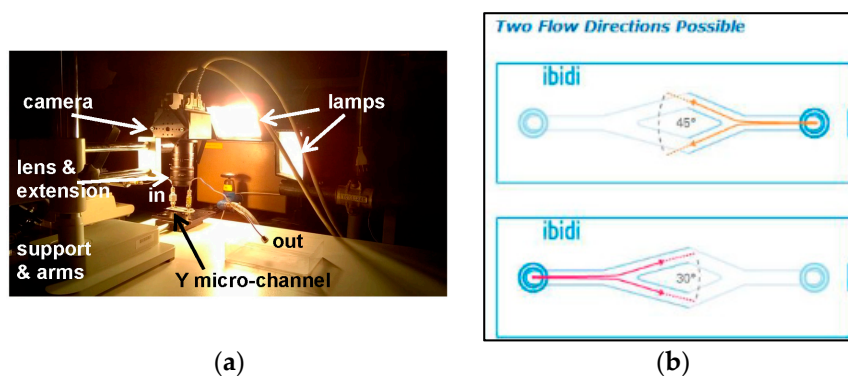 camera
lamps
lens &
extension
in
out
support
& arms
Y micro-channel
(a)
Two Flow Directions Possible
ibidi
45°
ibidi
30°
(b)